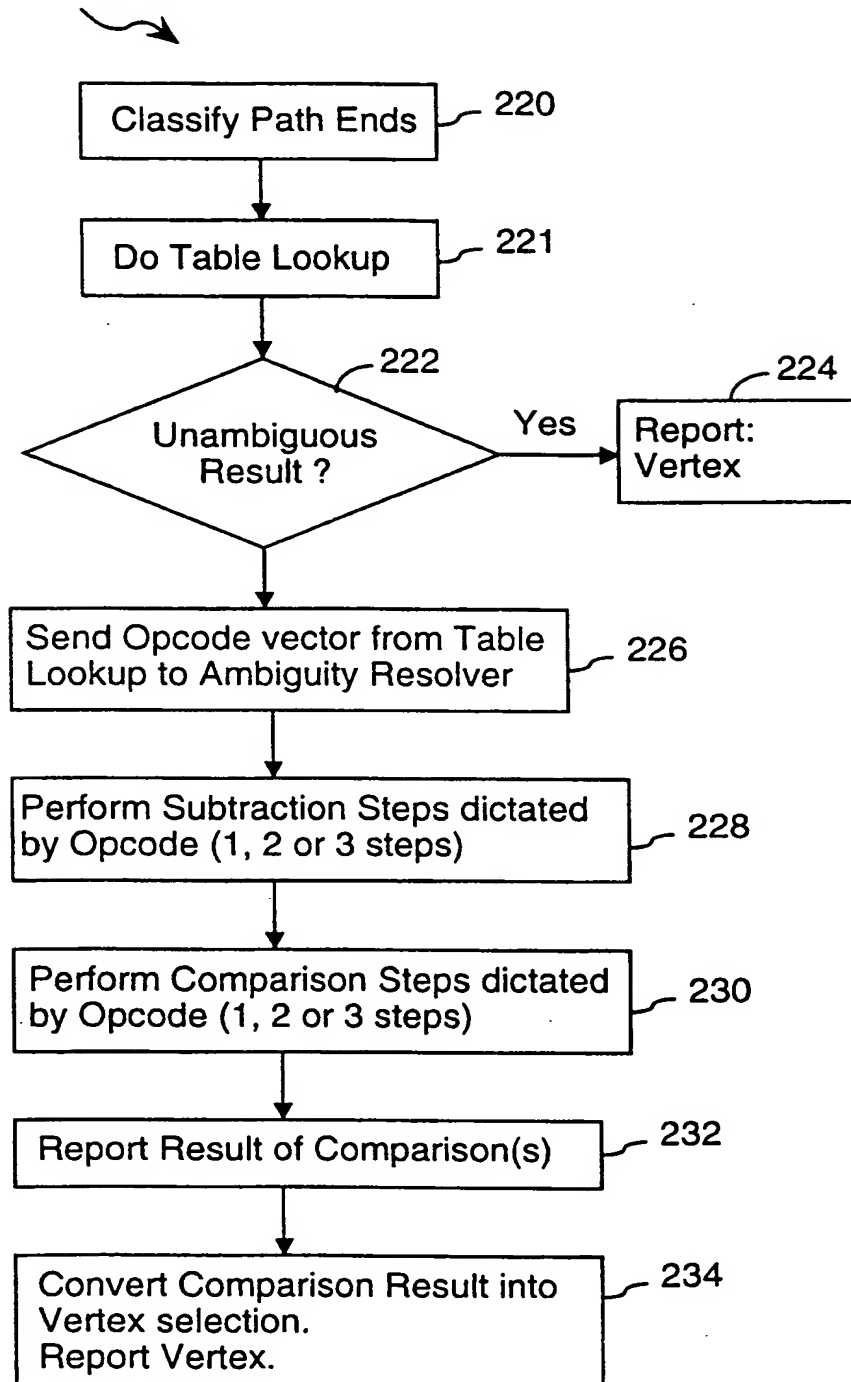 Classify Path Ends
220
Do Table Lookup
221
222
Unambiguous
Result ?
Yes
224
Report:
Vertex
Send Opcode vector from Table
Lookup to Ambiguity Resolver
226
Perform Subtraction Steps dictated
by Opcode (1, 2 or 3 steps)
228
Perform Comparison Steps dictated
by Opcode (1, 2 or 3 steps)
230
Report Result of Comparison(s)
232
Convert Comparison Result into
Vertex selection.
Report Vertex.
234